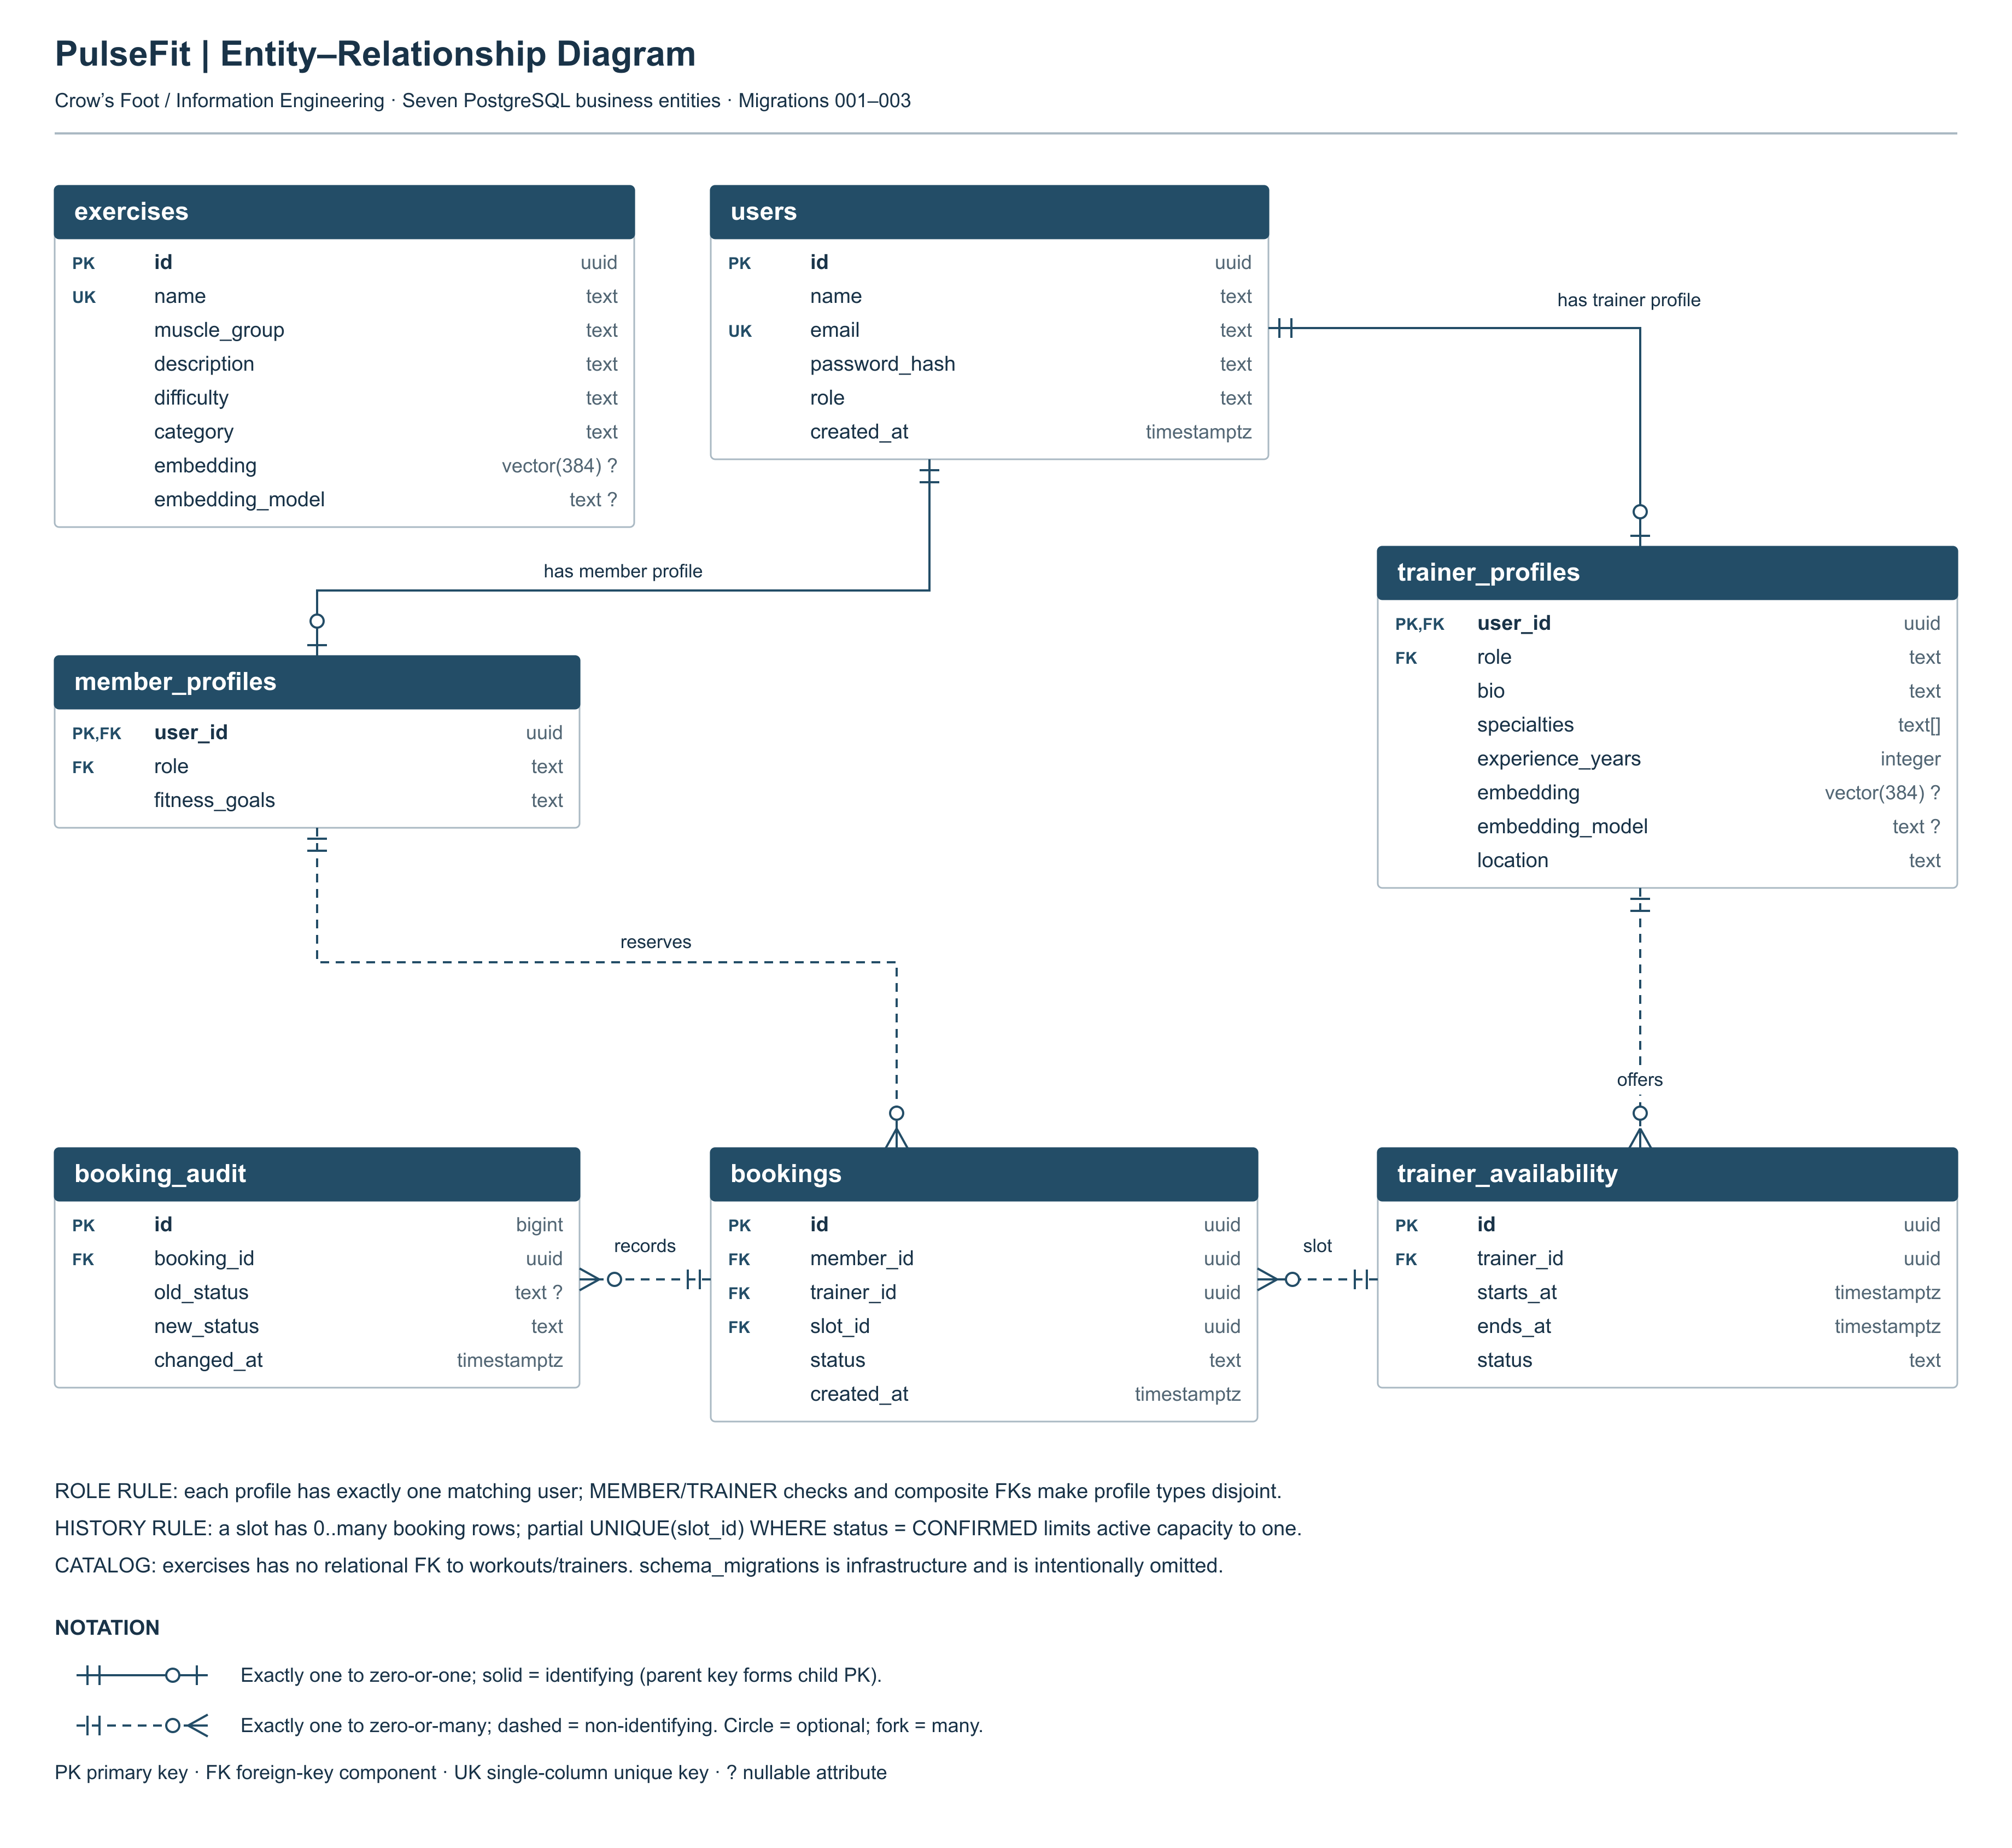 PulseFit | Entity–Relationship Diagram
Crow’s Foot / Information Engineering · Seven PostgreSQL business entities · Migrations 001–003
exercises
PK id uuid
UK name text
muscle_group text
description text
difficulty text
category text
embedding vector(384) ?
embedding_model text ?
users
PK id uuid
name text
UK email text
password_hash text
role text
created_at timestamptz
has trainer profile
has member profile
trainer_profiles
PK,FK user_id uuid
FK role text
bio text
specialties text[]
experience_years integer
embedding vector(384) ?
embedding_model text ?
location text
member_profiles
PK,FK user_id uuid
FK role text
fitness_goals text
reserves
offers
booking_audit
PK id bigint
FK booking_id uuid
old_status text ?
new_status text
changed_at timestamptz
records
bookings
PK id uuid
FK member_id uuid
FK trainer_id uuid
FK slot_id uuid
status text
created_at timestamptz
slot
trainer_availability
PK id uuid
FK trainer_id uuid
starts_at timestamptz
ends_at timestamptz
status text
ROLE RULE: each profile has exactly one matching user; MEMBER/TRAINER checks and composite FKs make profile types disjoint.
HISTORY RULE: a slot has 0..many booking rows; partial UNIQUE(slot_id) WHERE status = CONFIRMED limits active capacity to one.
CATALOG: exercises has no relational FK to workouts/trainers. schema_migrations is infrastructure and is intentionally omitted.
NOTATION
Exactly one to zero-or-one; solid = identifying (parent key forms child PK).
Exactly one to zero-or-many; dashed = non-identifying. Circle = optional; fork = many.
PK primary key · FK foreign-key component · UK single-column unique key · ? nullable attribute